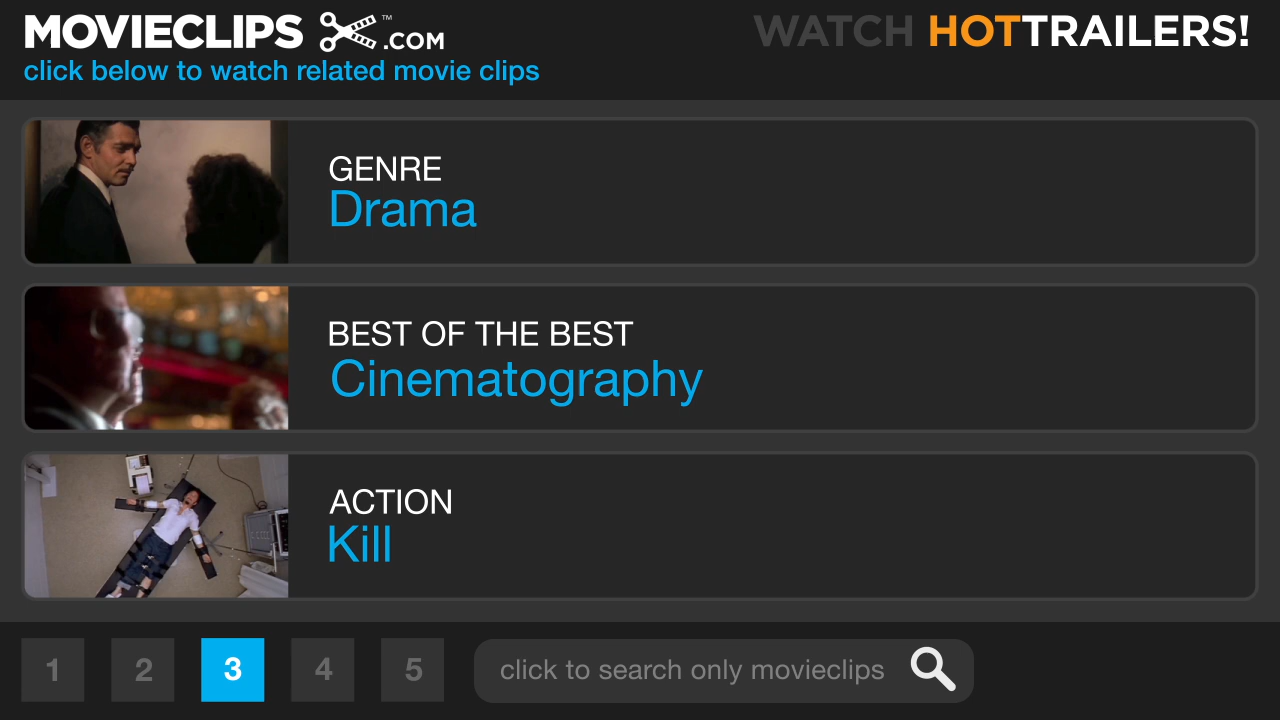 MOVIECLIPS ™ .COM
WATCH HOTTRAILERS!
click below to watch related movie clips
GENRE
Drama
BEST OF THE BEST
Cinematography
ACTION
Kill
1 2 3 4 5 click to search only movieclips